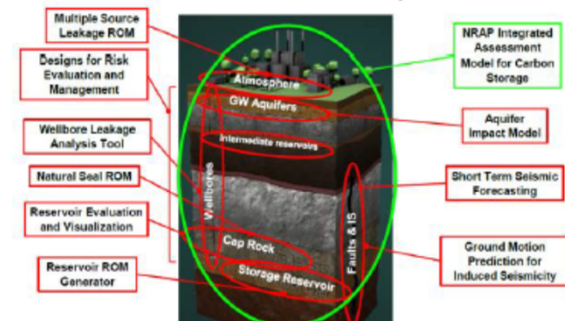 Multiple Source
Leakage ROM
Designs for Risk
Evaluation and
Management
Wellbore Leakage
Analysis Tool
Natural Seal ROM
Reservoir Evaluation
and Visualization
Reservoir ROM
Generator
Atmosphere
GW Aquifers
Intermediate reservoirs
Wellbores
Cap Rock
Storage Reservoir
Faults & IS
NRAP Integrated
Assessment
Model for Carbon
Storage
Aquifer
Impact Model
Short Term Seismic
Forecasting
Ground Motion
Prediction for
Induced Seismicity